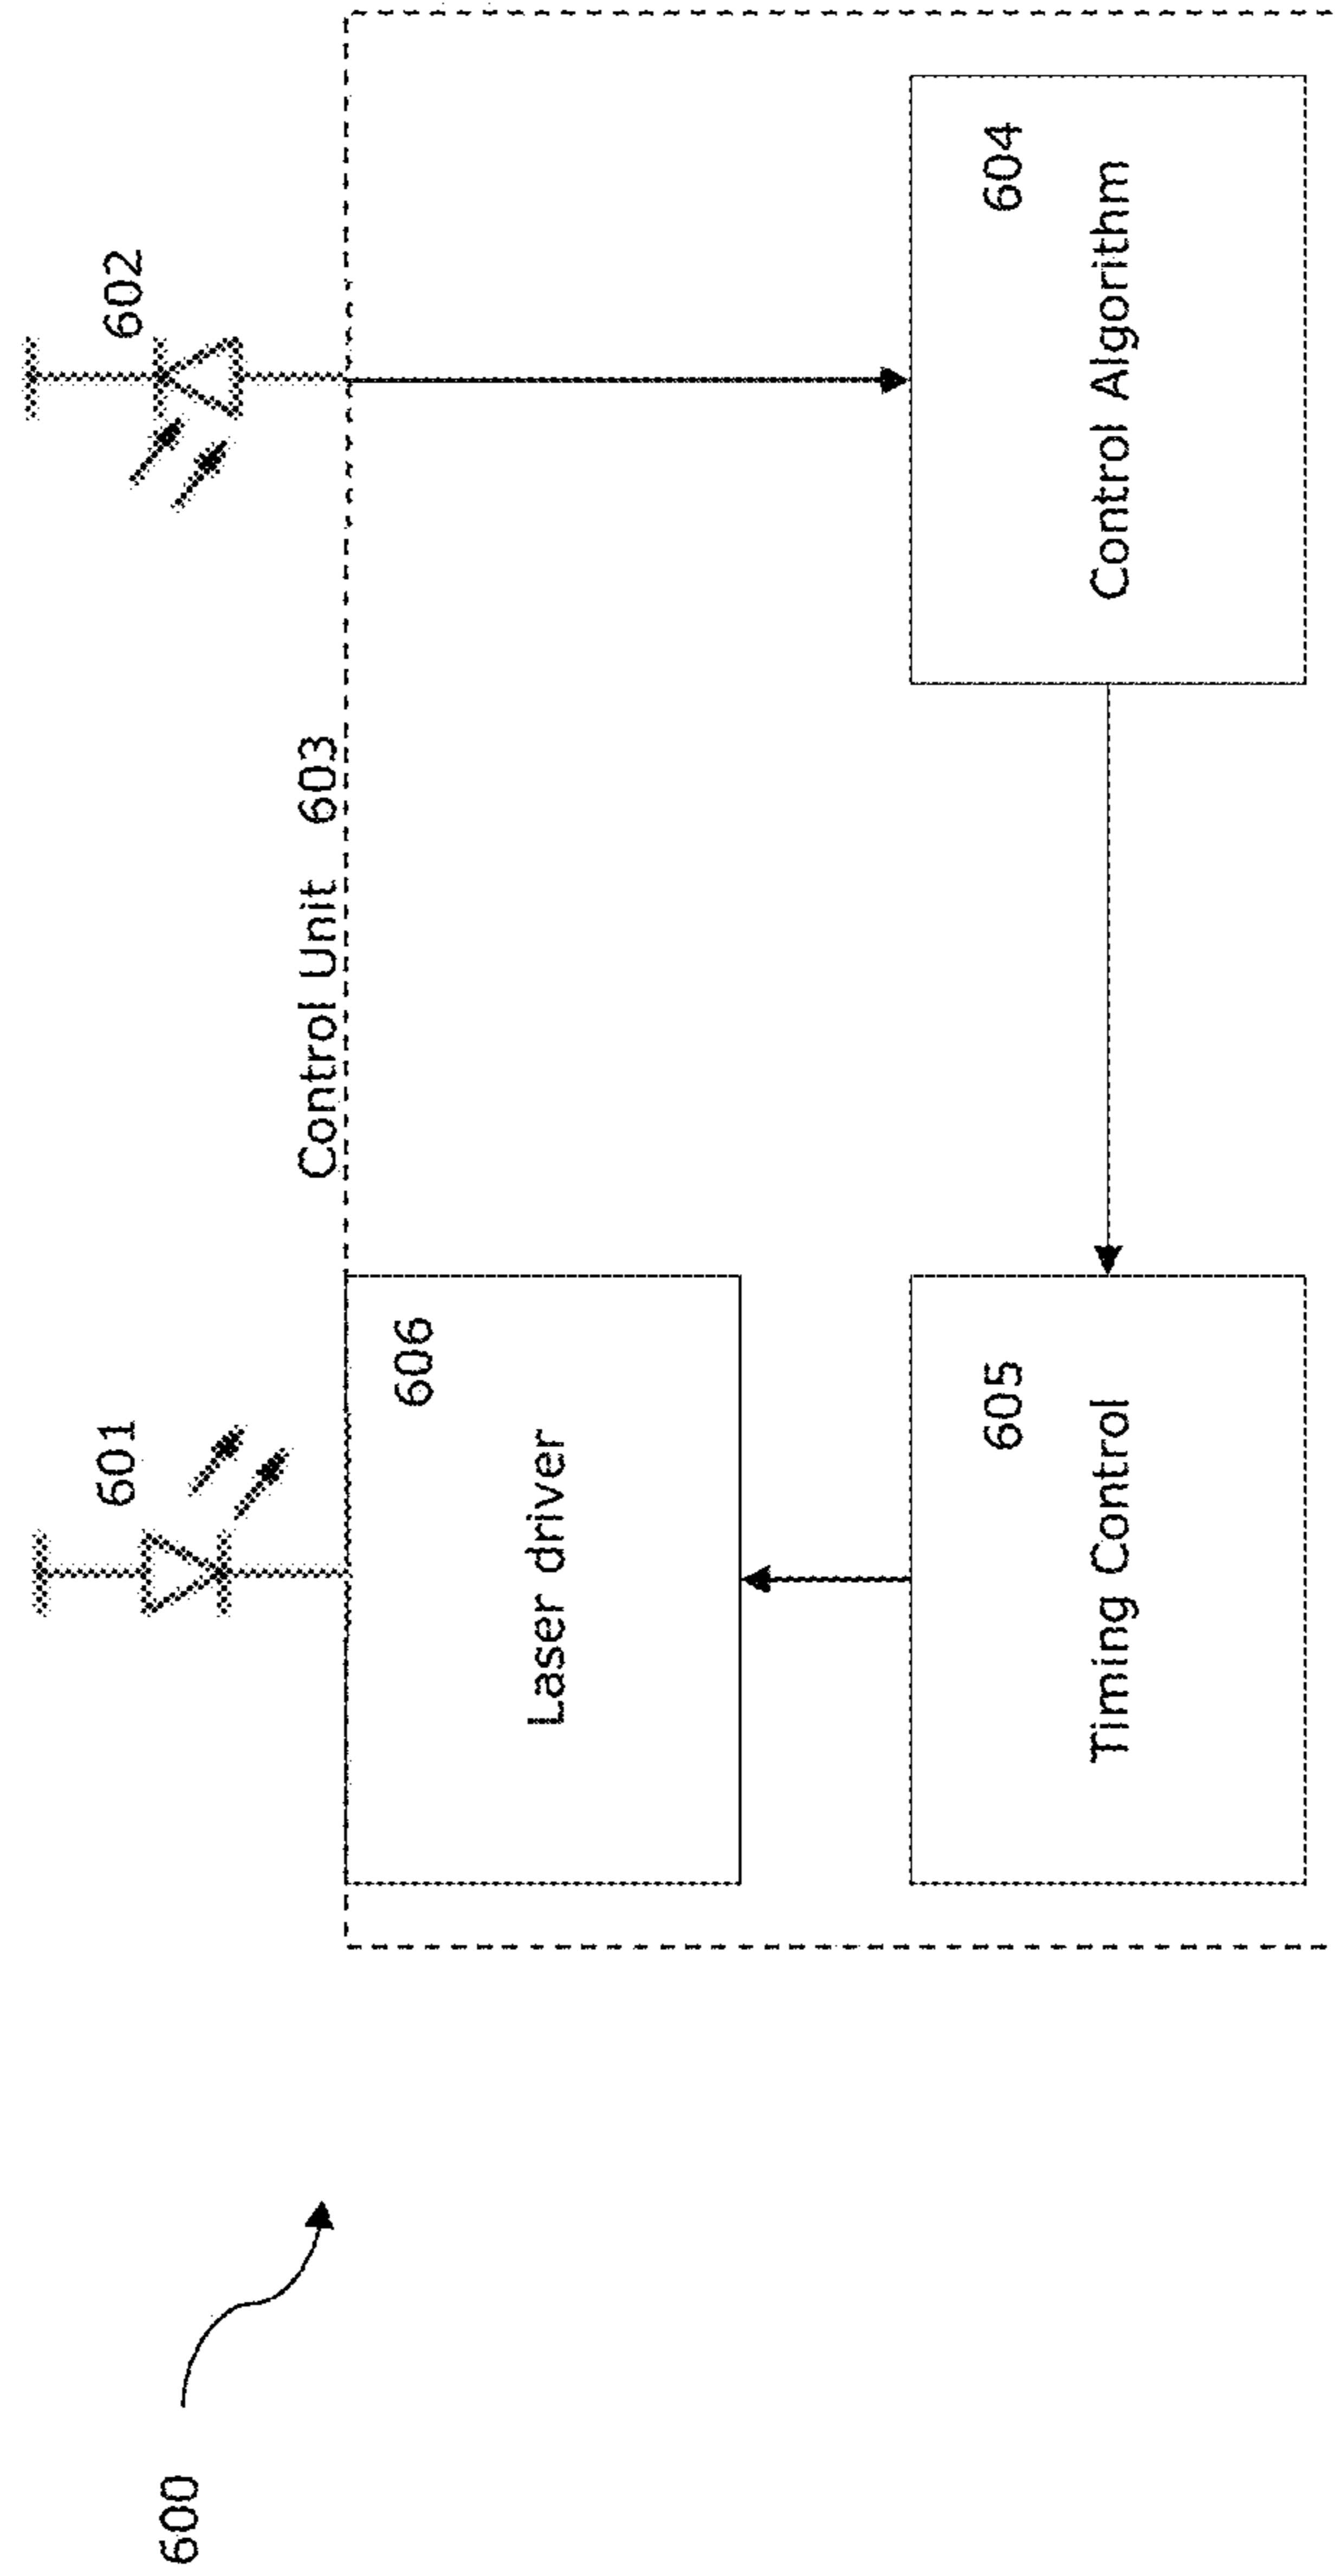 600
601
602
Control Unit 603
606
Laser driver
605
Timing Control
604
Control Algorithm